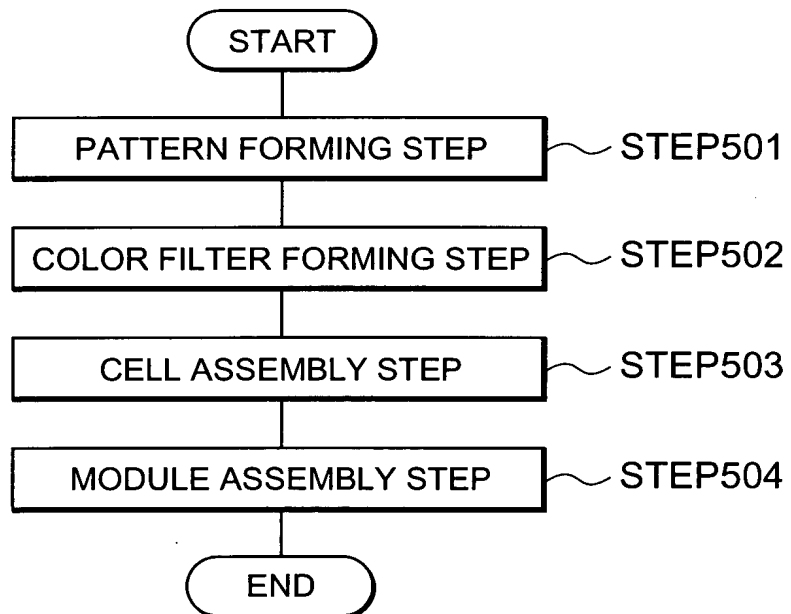 START
PATTERN FORMING STEP
STEP501
COLOR FILTER FORMING STEP
STEP502
CELL ASSEMBLY STEP
STEP503
MODULE ASSEMBLY STEP
STEP504
END